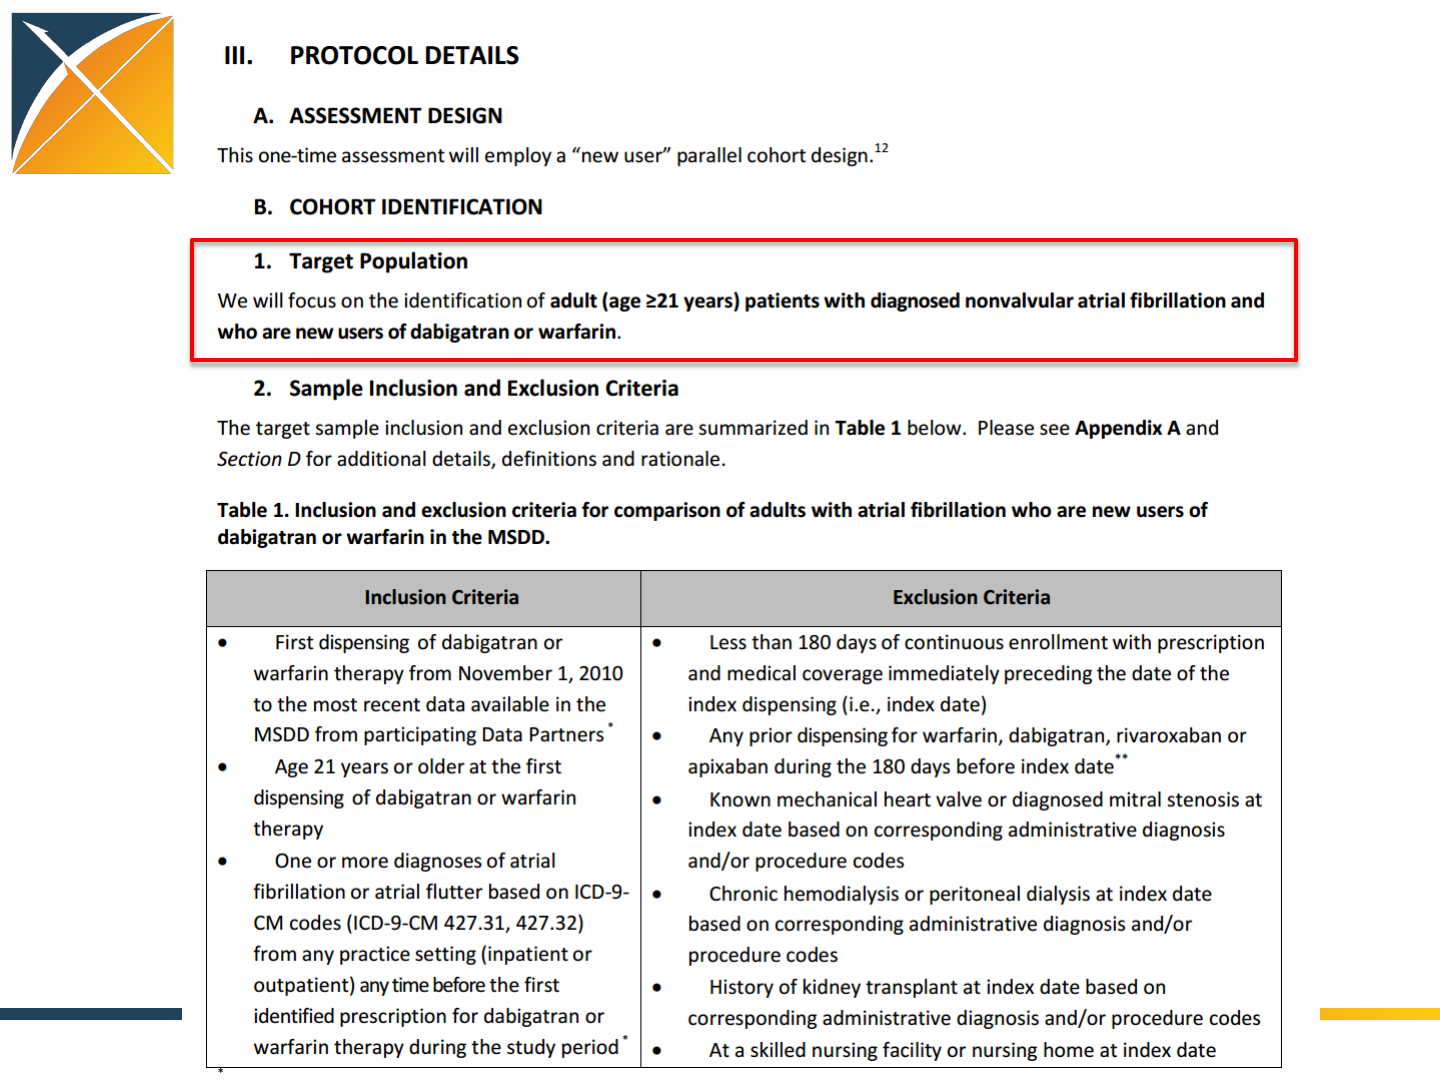 III. PROTOCOL DETAILS
A. ASSESSMENT DESIGN
This one-time assessment will employ a “new user” parallel cohort design.12
B. COHORT IDENTIFICATION
1. Target Population
We will focus on the identification of adult (age ≥21 years) patients with diagnosed nonvalvular atrial fibrillation and
who are new users of dabigatran or warfarin.
2. Sample Inclusion and Exclusion Criteria
The target sample inclusion and exclusion criteria are summarized in Table 1 below. Please see Appendix A and
Section D for additional details, definitions and rationale.
Table 1. Inclusion and exclusion criteria for comparison of adults with atrial fibrillation who are new users of
dabigatran or warfarin in the MSDD.
Inclusion Criteria
• First dispensing of dabigatran or
warfarin therapy from November 1, 2010
to the most recent data available in the
MSDD from participating Data Partners*
• Age 21 years or older at the first
dispensing of dabigatran or warfarin
therapy
• One or more diagnoses of atrial
fibrillation or atrial flutter based on ICD-9-
CM codes (ICD-9-CM 427.31, 427.32)
from any practice setting (inpatient or
outpatient) any time before the first
identified prescription for dabigatran or
warfarin therapy during the study period*
Exclusion Criteria
• Less than 180 days of continuous enrollment with prescription
and medical coverage immediately preceding the date of the
index dispensing (i.e., index date)
• Any prior dispensing for warfarin, dabigatran, rivaroxaban or
apixaban during the 180 days before index date**
• Known mechanical heart valve or diagnosed mitral stenosis at
index date based on corresponding administrative diagnosis
and/or procedure codes
• Chronic hemodialysis or peritoneal dialysis at index date
based on corresponding administrative diagnosis and/or
procedure codes
• History of kidney transplant at index date based on
corresponding administrative diagnosis and/or procedure codes
• At a skilled nursing facility or nursing home at index date
*